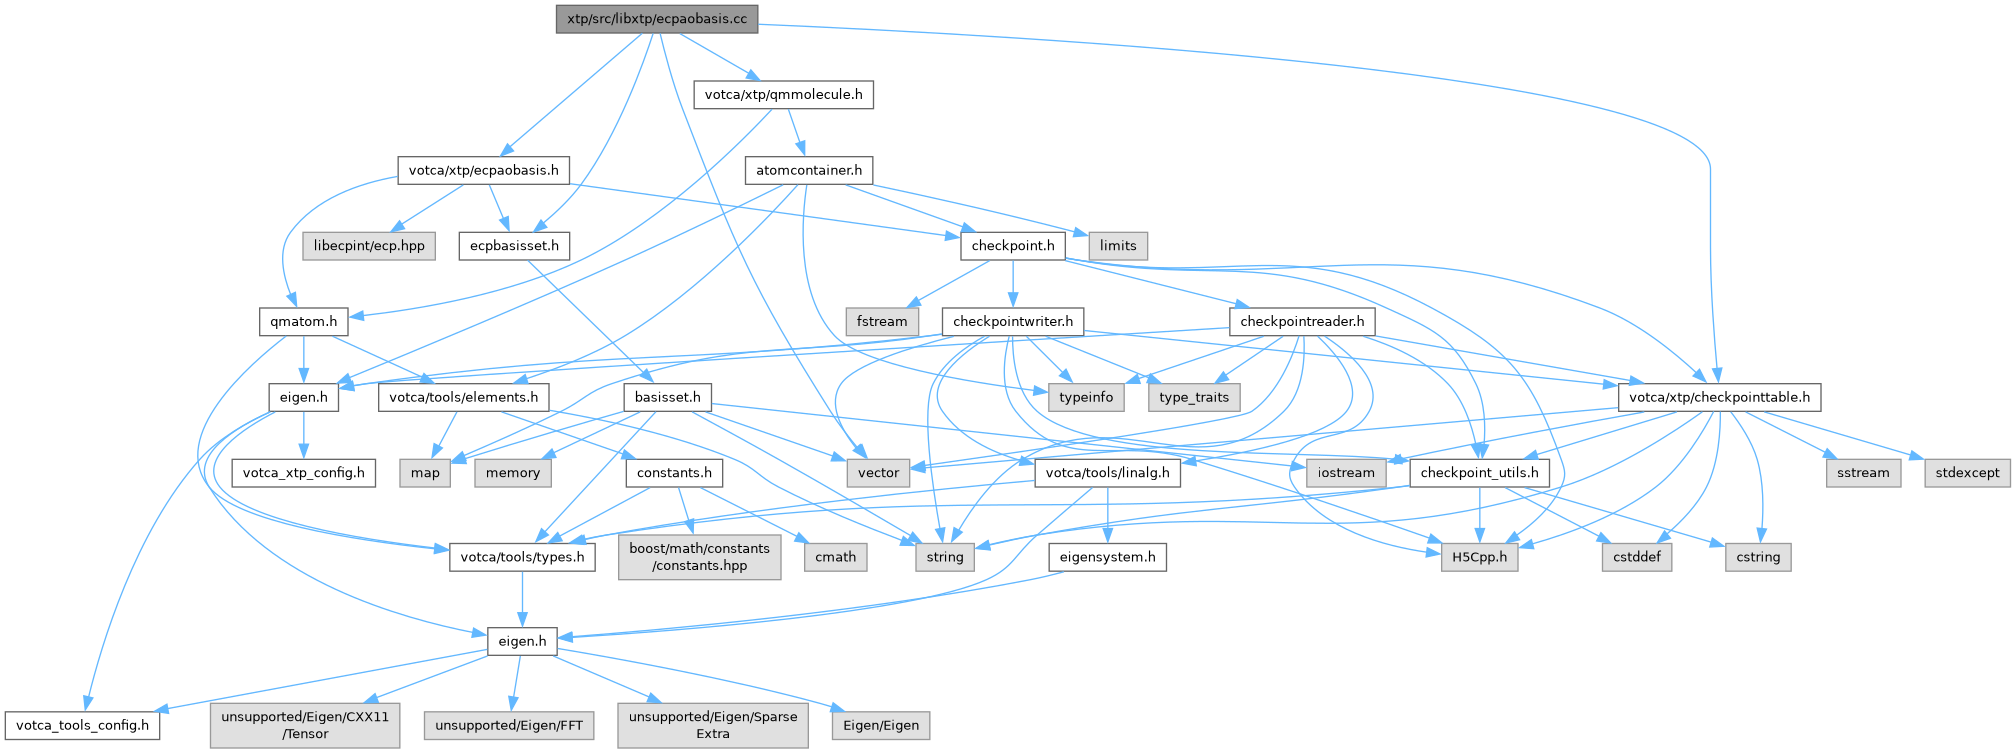 xtp/src/libxtp/ecpaobasis.cc
votca/xtp/qmmolecule.h
votca/xtp/ecpaobasis.h
atomcontainer.h
libecpint/ecp.hpp
ecpbasisset.h
checkpoint.h
limits
qmatom.h
fstream
checkpointwriter.h
checkpointreader.h
eigen.h
votca/tools/elements.h
basisset.h
typeinfo
type_traits
votca/xtp/checkpointtable.h
votca_xtp_config.h
map
memory
constants.h
vector
votca/tools/linalg.h
iostream
checkpoint_utils.h
sstream
stdexcept
votca/tools/types.h
boost/math/constants
/constants.hpp
cmath
string
eigensystem.h
H5Cpp.h
cstddef
cstring
eigen.h
votca_tools_config.h
unsupported/Eigen/CXX11
/Tensor
unsupported/Eigen/FFT
unsupported/Eigen/Sparse
Extra
Eigen/Eigen